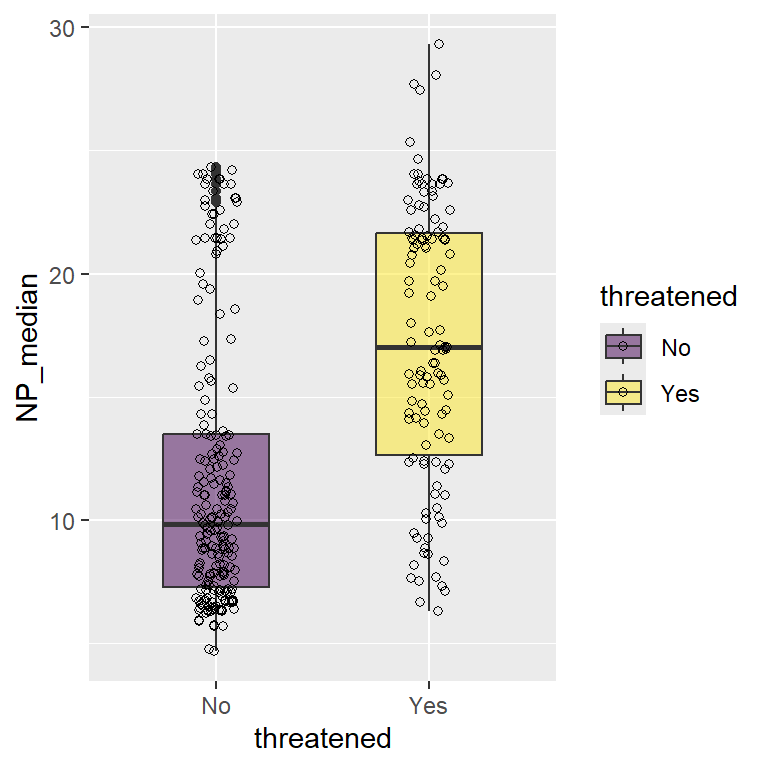 30
20
10
NP_median
No
Yes
threatened
threatened
No
Yes